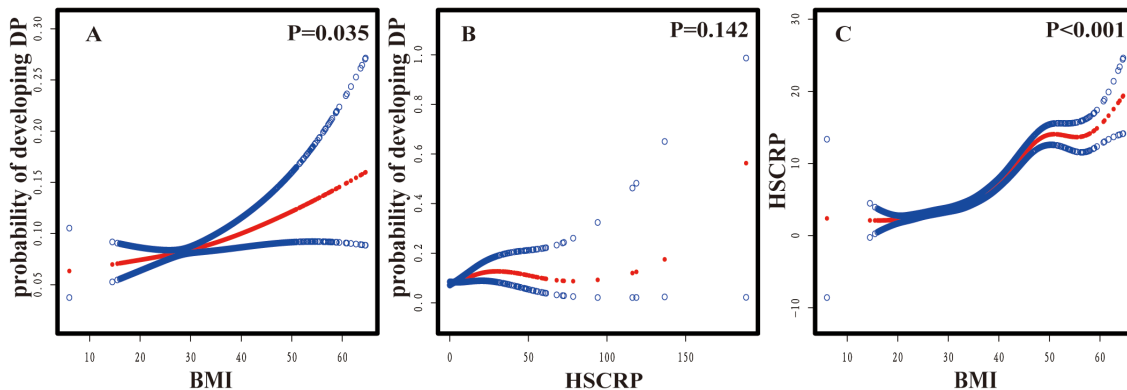 A
P=0.035
probability of developing DP
0.30
0.25
0.20
0.15
0.10
0.05
10 20 30 40 50 60
BMI
B
P=0.142
probability of developing DP
1.0
0.8
0.6
0.4
0.2
0.0
0 50 100 150
HSCRP
C
P<0.001
HSCRP
30
20
10
0
-10
10 20 30 40 50 60
BMI